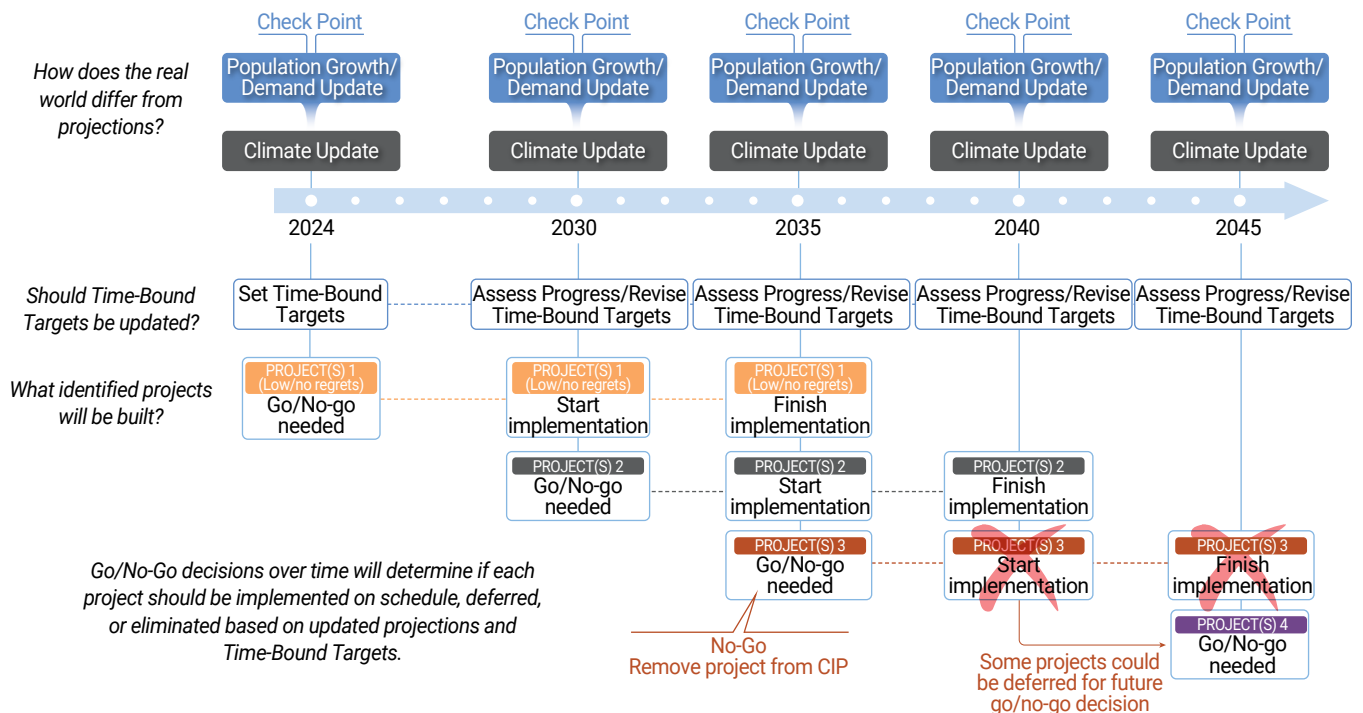 Check Point
Check Point
Check Point
Check Point
Check Point
How does the real
world differ from
projections?
Population Growth/
Demand Update
Population Growth/
Demand Update
Population Growth/
Demand Update
Population Growth/
Demand Update
Population Growth/
Demand Update
Climate Update
Climate Update
Climate Update
Climate Update
Climate Update
2024
2030
2035
2040
2045
Should Time-Bound
Targets be updated?
Set Time-Bound
Targets
Assess Progress/Revise
Time-Bound Targets
Assess Progress/Revise
Time-Bound Targets
Assess Progress/Revise
Time-Bound Targets
Assess Progress/Revise
Time-Bound Targets
What identified projects
will be built?
PROJECT(S) 1
(Low/no regrets)
Go/No-go
needed
PROJECT(S) 1
(Low/no regrets)
Start
implementation
PROJECT(S) 1
(Low/no regrets)
Finish
implementation
PROJECT(S) 2
Go/No-go
needed
PROJECT(S) 2
Start
implementation
PROJECT(S) 2
Finish
implementation
PROJECT(S) 3
Go/No-go
needed
PROJECT(S) 3
Start
implementation
PROJECT(S) 3
Finish
implementation
Go/No-Go decisions over time will determine if each
project should be implemented on schedule, deferred,
or eliminated based on updated projections and
Time-Bound Targets.
No-Go
Remove project from CIP
Some projects could
be deferred for future
go/no-go decision
PROJECT(S) 4
Go/No-go
needed